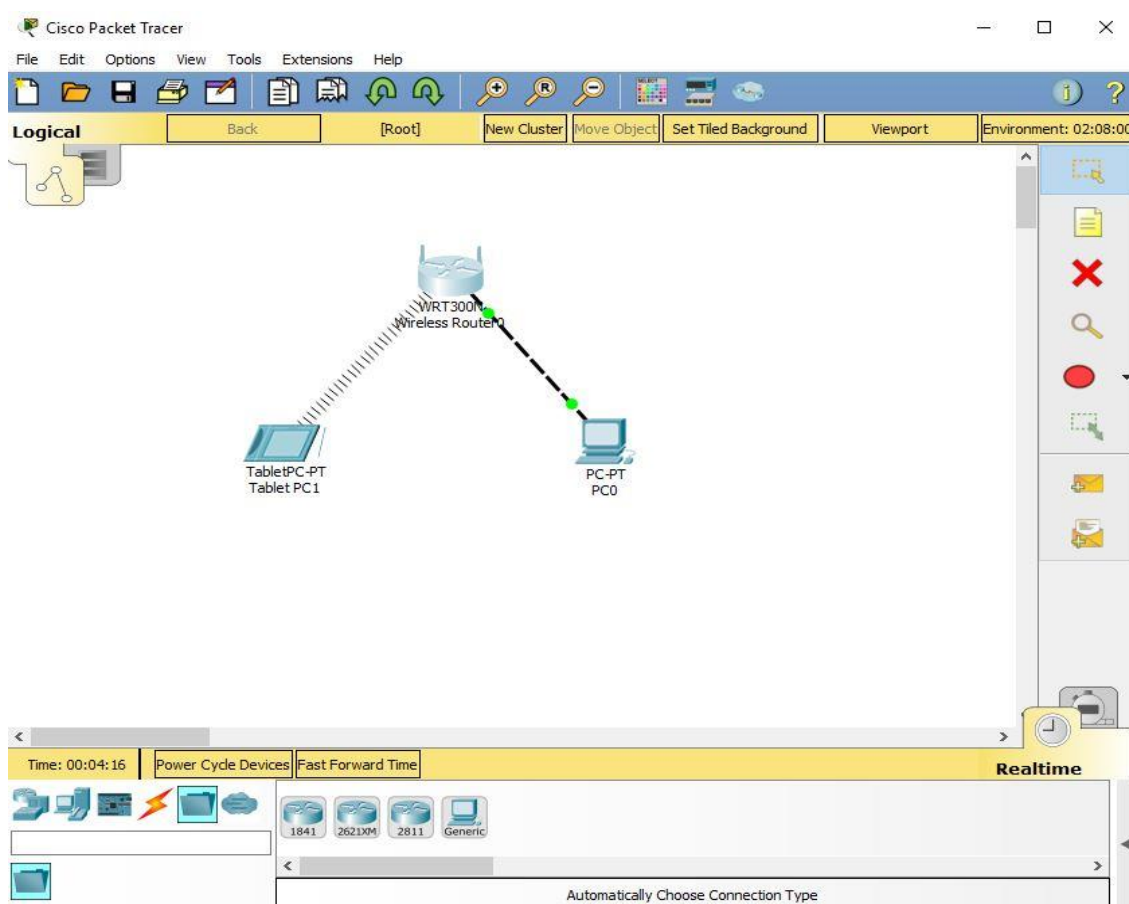 Cisco Packet Tracer
File Edit Options View Tools Extensions Help
Logical Back [Root] New Cluster Move Object Set Tiled Background Viewport Environment: 02:08:00
WRT300N
Wireless Router0
TabletPC-PT
Tablet PC1
PC-PT
PC0
Time: 00:04:16 Power Cycle Devices Fast Forward Time Realtime
1841 2621XM 2811 Generic
Automatically Choose Connection Type